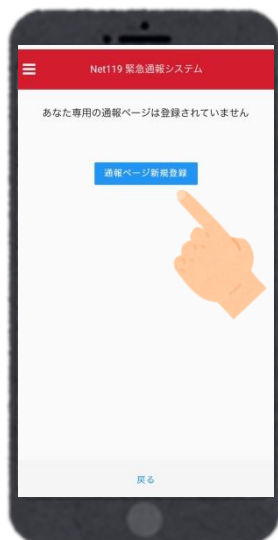 Net119 緊急通報システム
あなた専用の通報ページは登録されていません
通報ページ新規登録
戻る